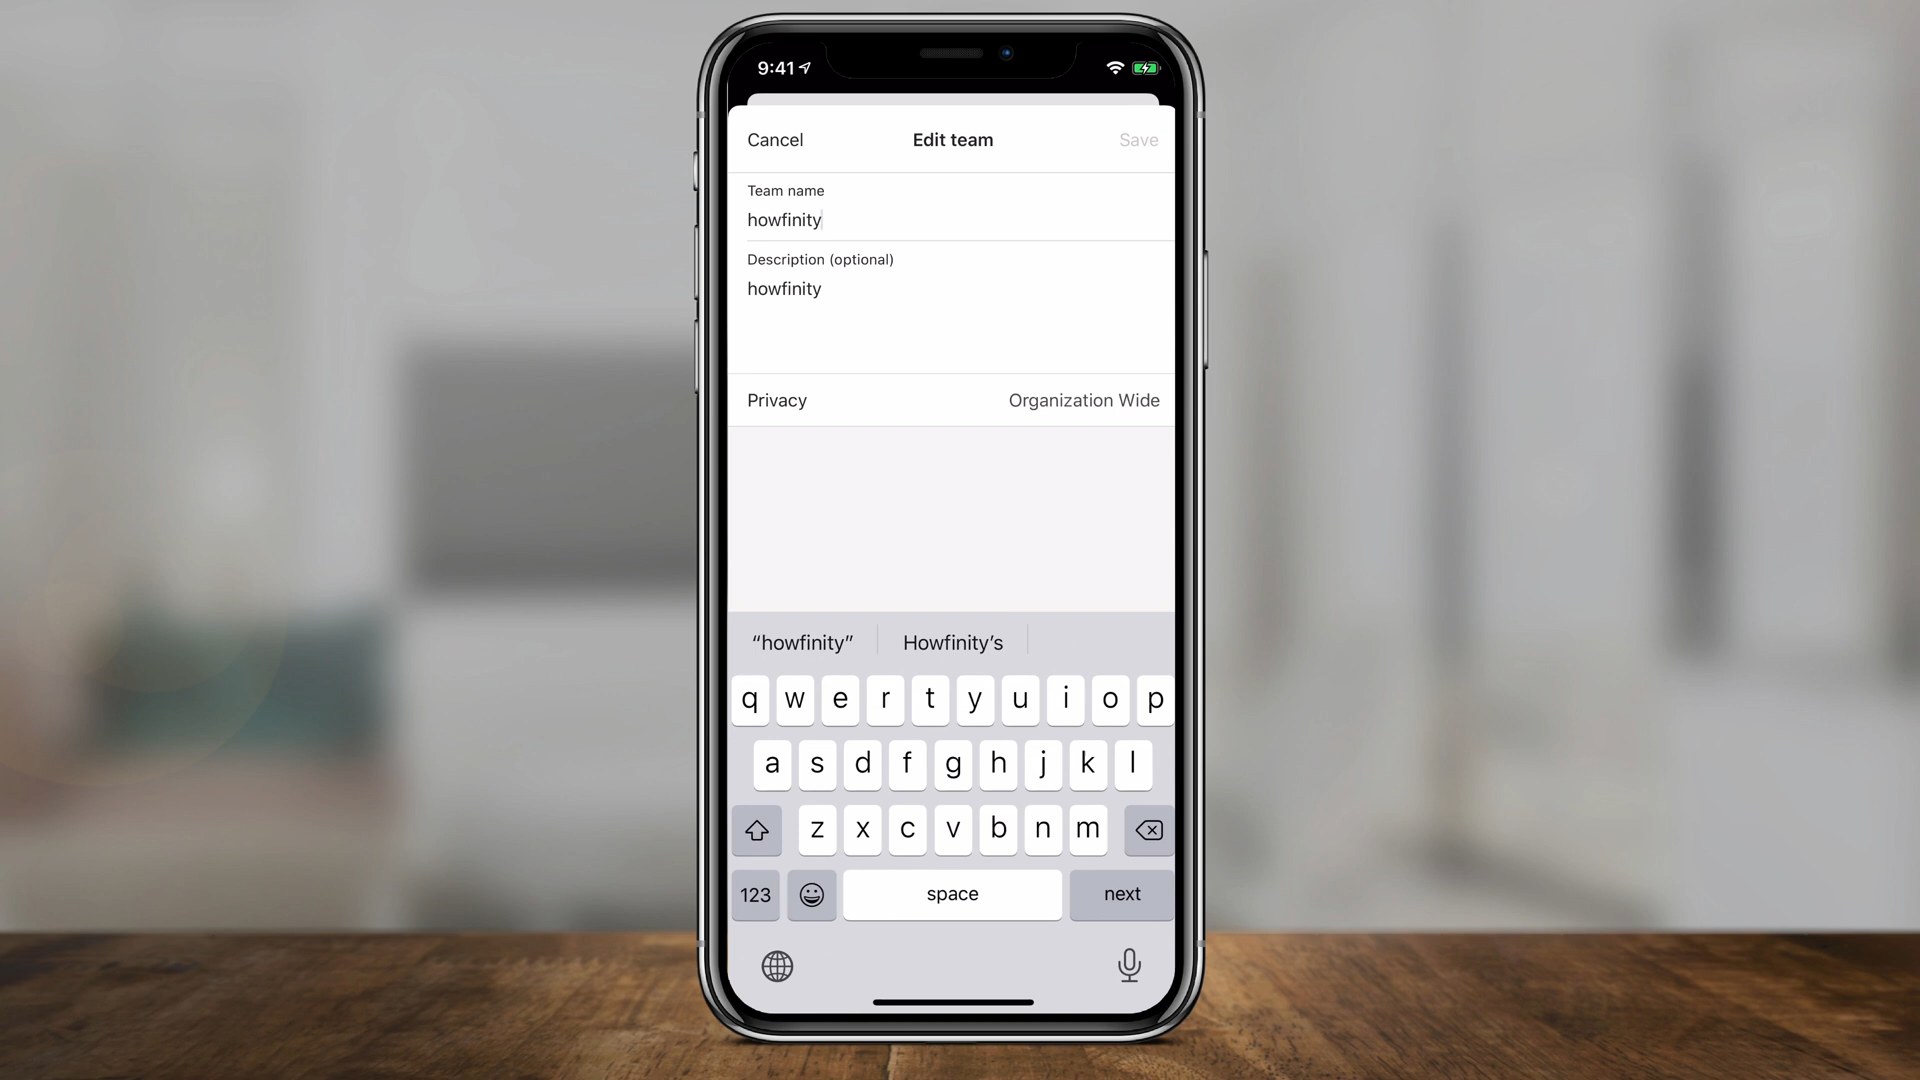 9:41
Cancel Edit team Save
Team name
howfinity
Description (optional)
howfinity
Privacy Organization Wide
“howfinity” Howfinity’s
q w e r t y u i o p
a s d f g h j k l
z x c v b n m
123 space next